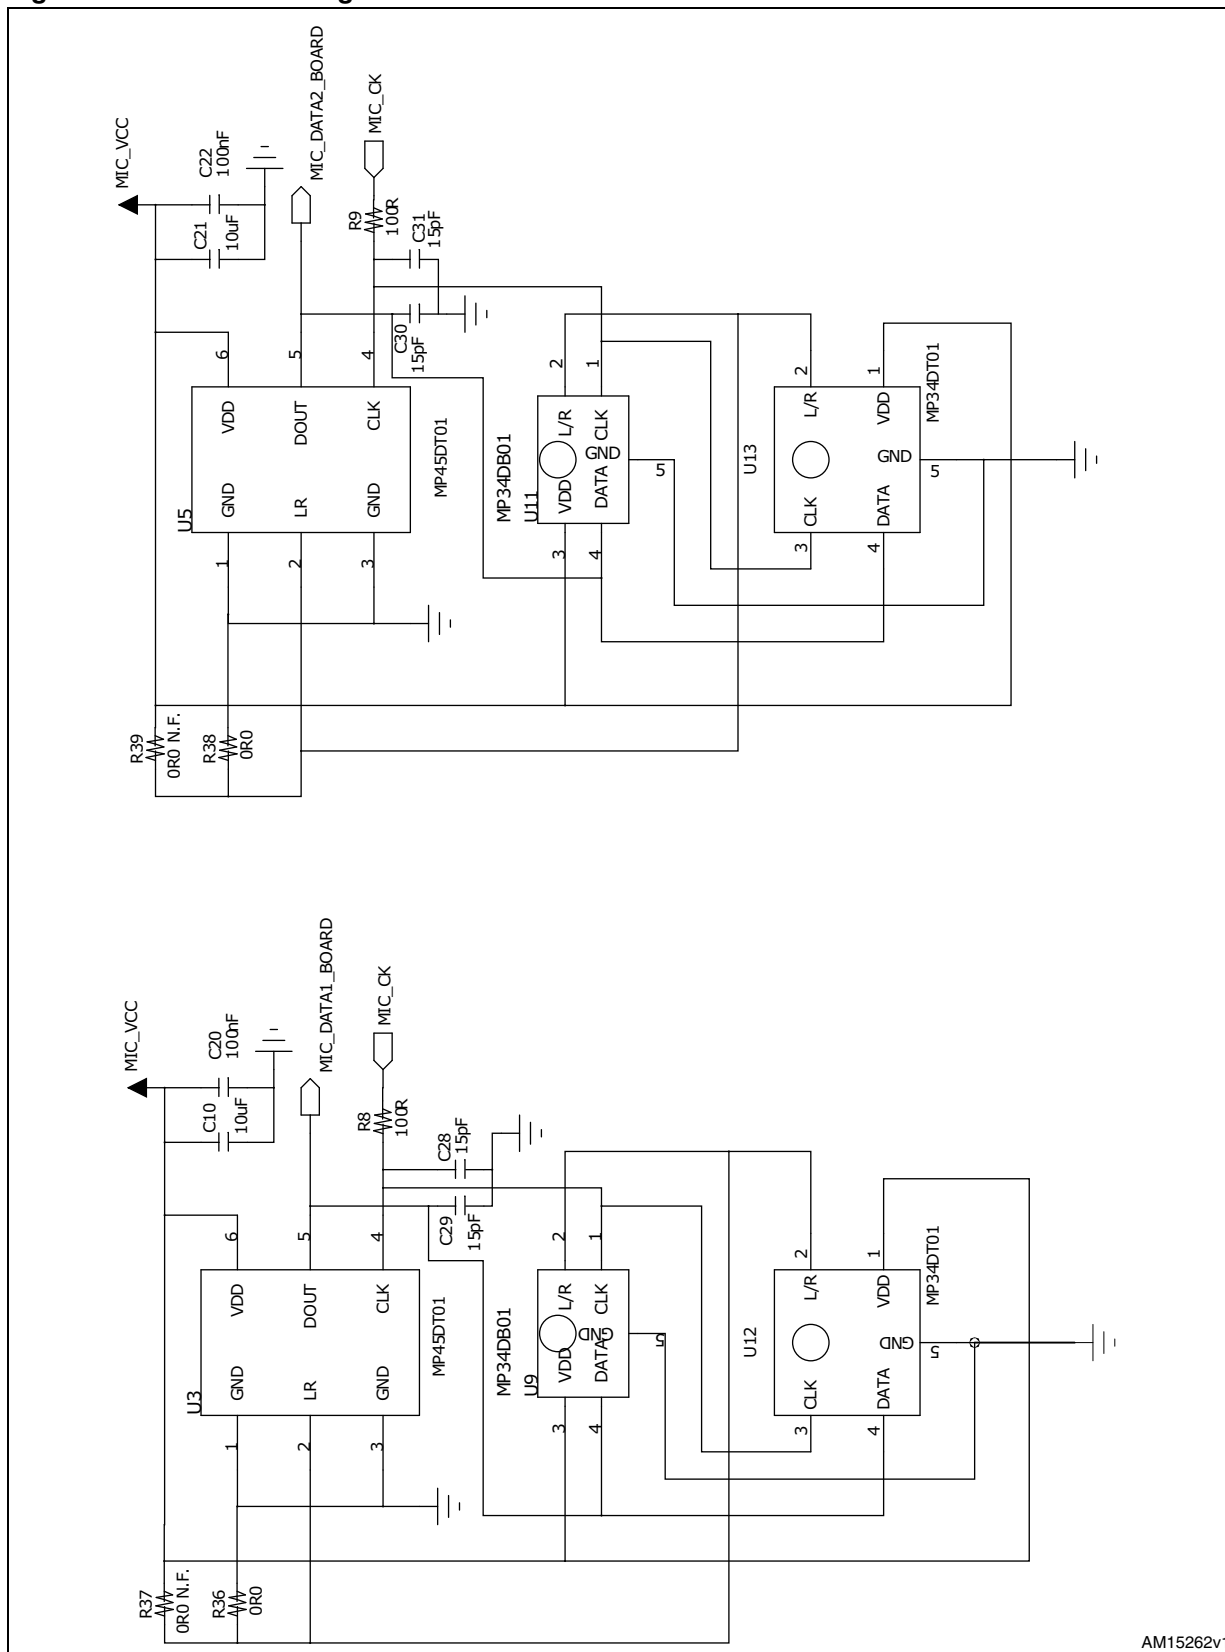 MIC_VCC
C22
100nF
C21
10uF
MIC_DATA2_BOARD
MIC_CK
R9
100R
C31
15pF
C30
15pF
6
5
4
VDD
DOUT
CLK
GND
LR
GND
U5
MP45DT01
1
2
3
R39
0R0 N.F.
R38
0R0
2
1
L/R
CLK
GND
VDD
DATA
5
MP34DB01
U11
3
4
2
1
L/R
VDD
GND
CLK
DATA
5
U13
MP34DT01
3
4
MIC_VCC
C20
100nF
C10
10uF
MIC_DATA1_BOARD
MIC_CK
R8
100R
C28
15pF
C29
15pF
6
5
4
VDD
DOUT
CLK
GND
LR
GND
U3
MP45DT01
1
2
3
R37
0R0 N.F.
R36
0R0
2
1
L/R
CLK
GND
VDD
DATA
5
MP34DB01
U9
3
4
2
1
L/R
VDD
GND
CLK
DATA
5
U12
MP34DT01
3
4
AM15262v1